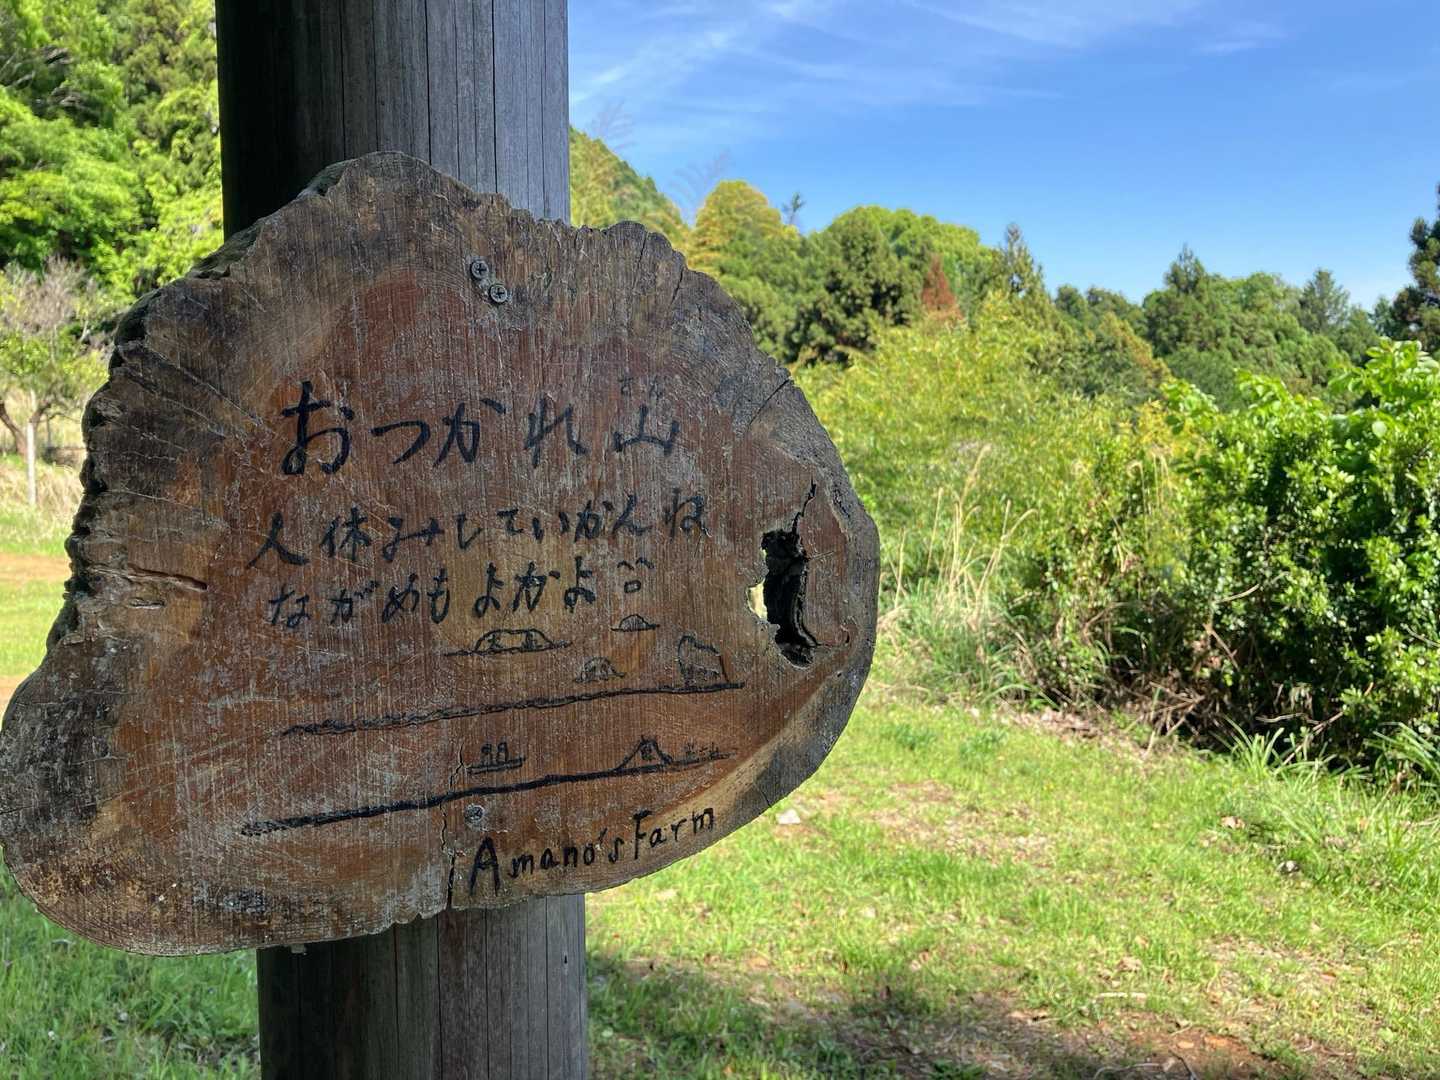 おつかれ山
人休みしていかんね
ながめもよかよ
Amano's Farm